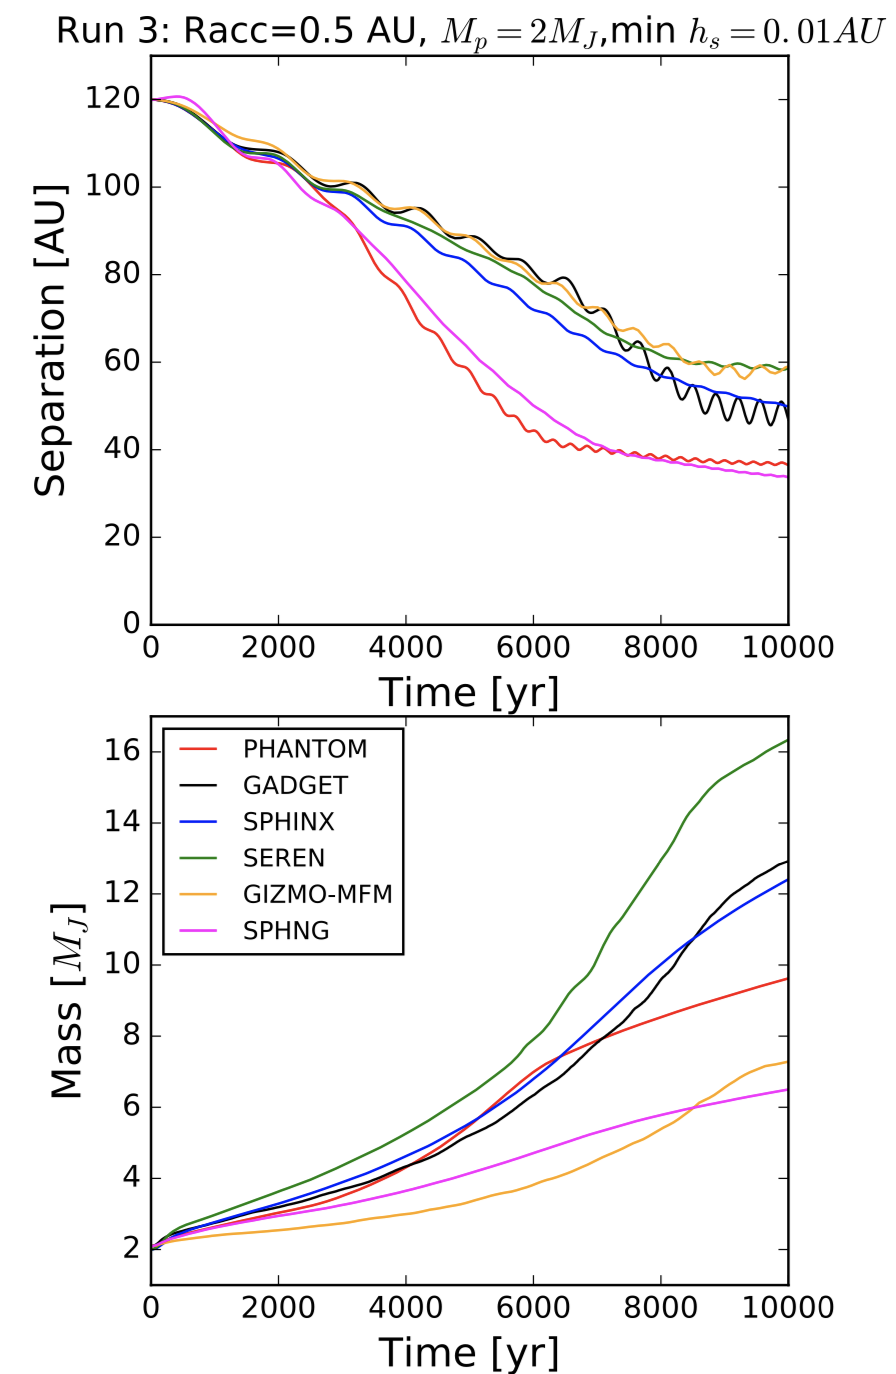 Run 3: Racc=0.5 AU, M_p = 2M_J,min h_s = 0.01AU
120
100
80
60
40
20
0
Separation [AU]
0 2000 4000 6000 8000 10000
Time [yr]
PHANTOM
GADGET
SPHINX
SEREN
GIZMO-MFM
SPHNG
16
14
12
10
8
6
4
2
Mass [M_J]
0 2000 4000 6000 8000 10000
Time [yr]